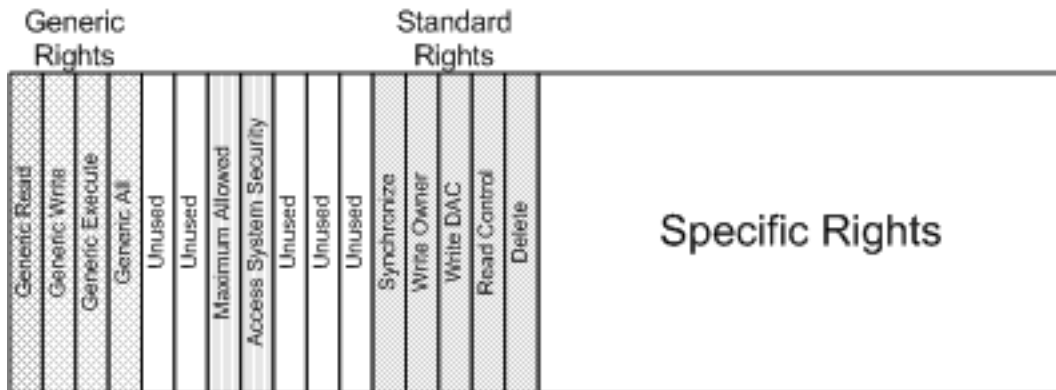 Generic
Rights
Standard
Rights
Generic Read
Generic Write
Generic Execute
Generic All
Unused
Unused
Maximum Allowed
Access System Security
Unused
Unused
Unused
Synchronize
Write Owner
Write DAC
Read Control
Delete
Specific Rights